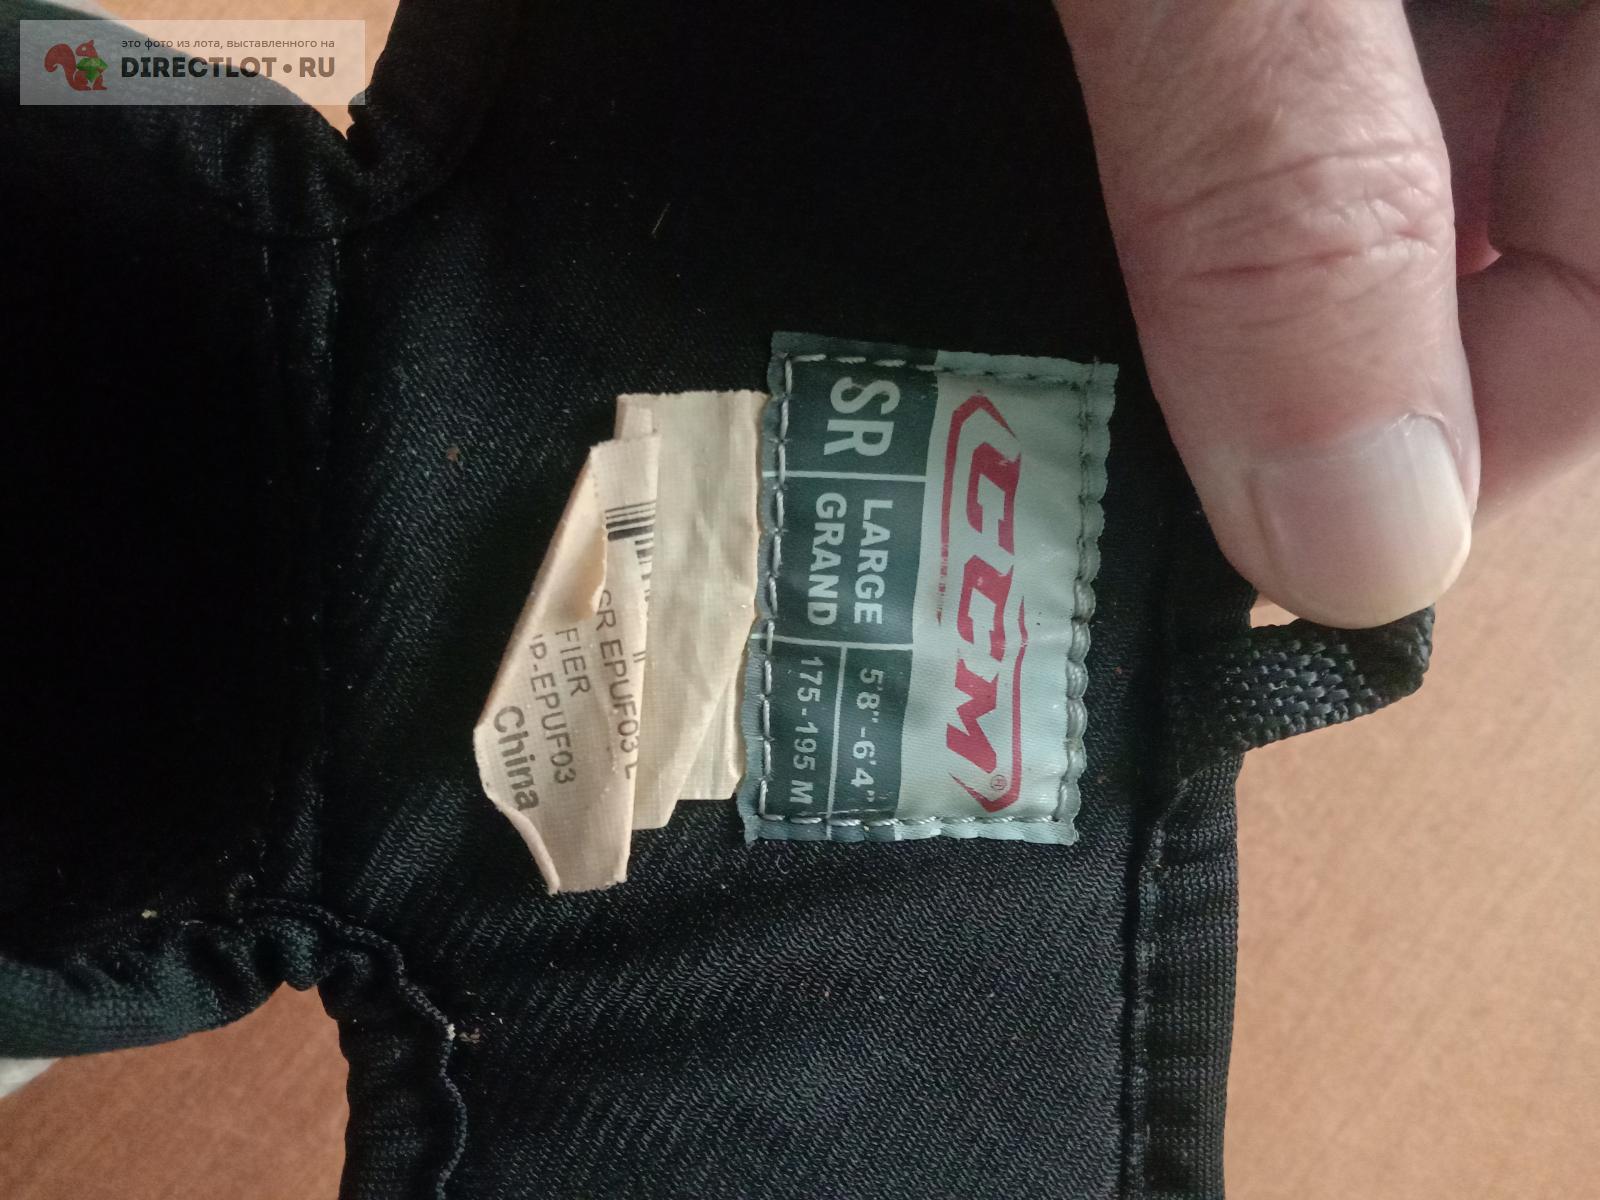 это фото из лота, выставленного на
DIRECTLOT.RU
CCM®
SR
LARGE
GRAND
5'8"-6'4"
175-195 M
SR EPUF03 L
FIER
P-EPUF03
China